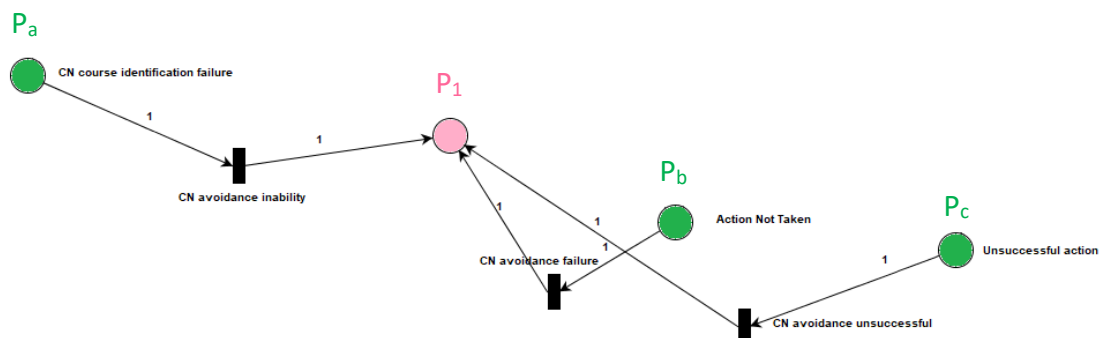 Pa
CN course identification failure
P1
1
1
CN avoidance inability
Pb
Pc
Action Not Taken
1
1
1
Unsuccessful action
1
CN avoidance failure
CN avoidance unsuccessful